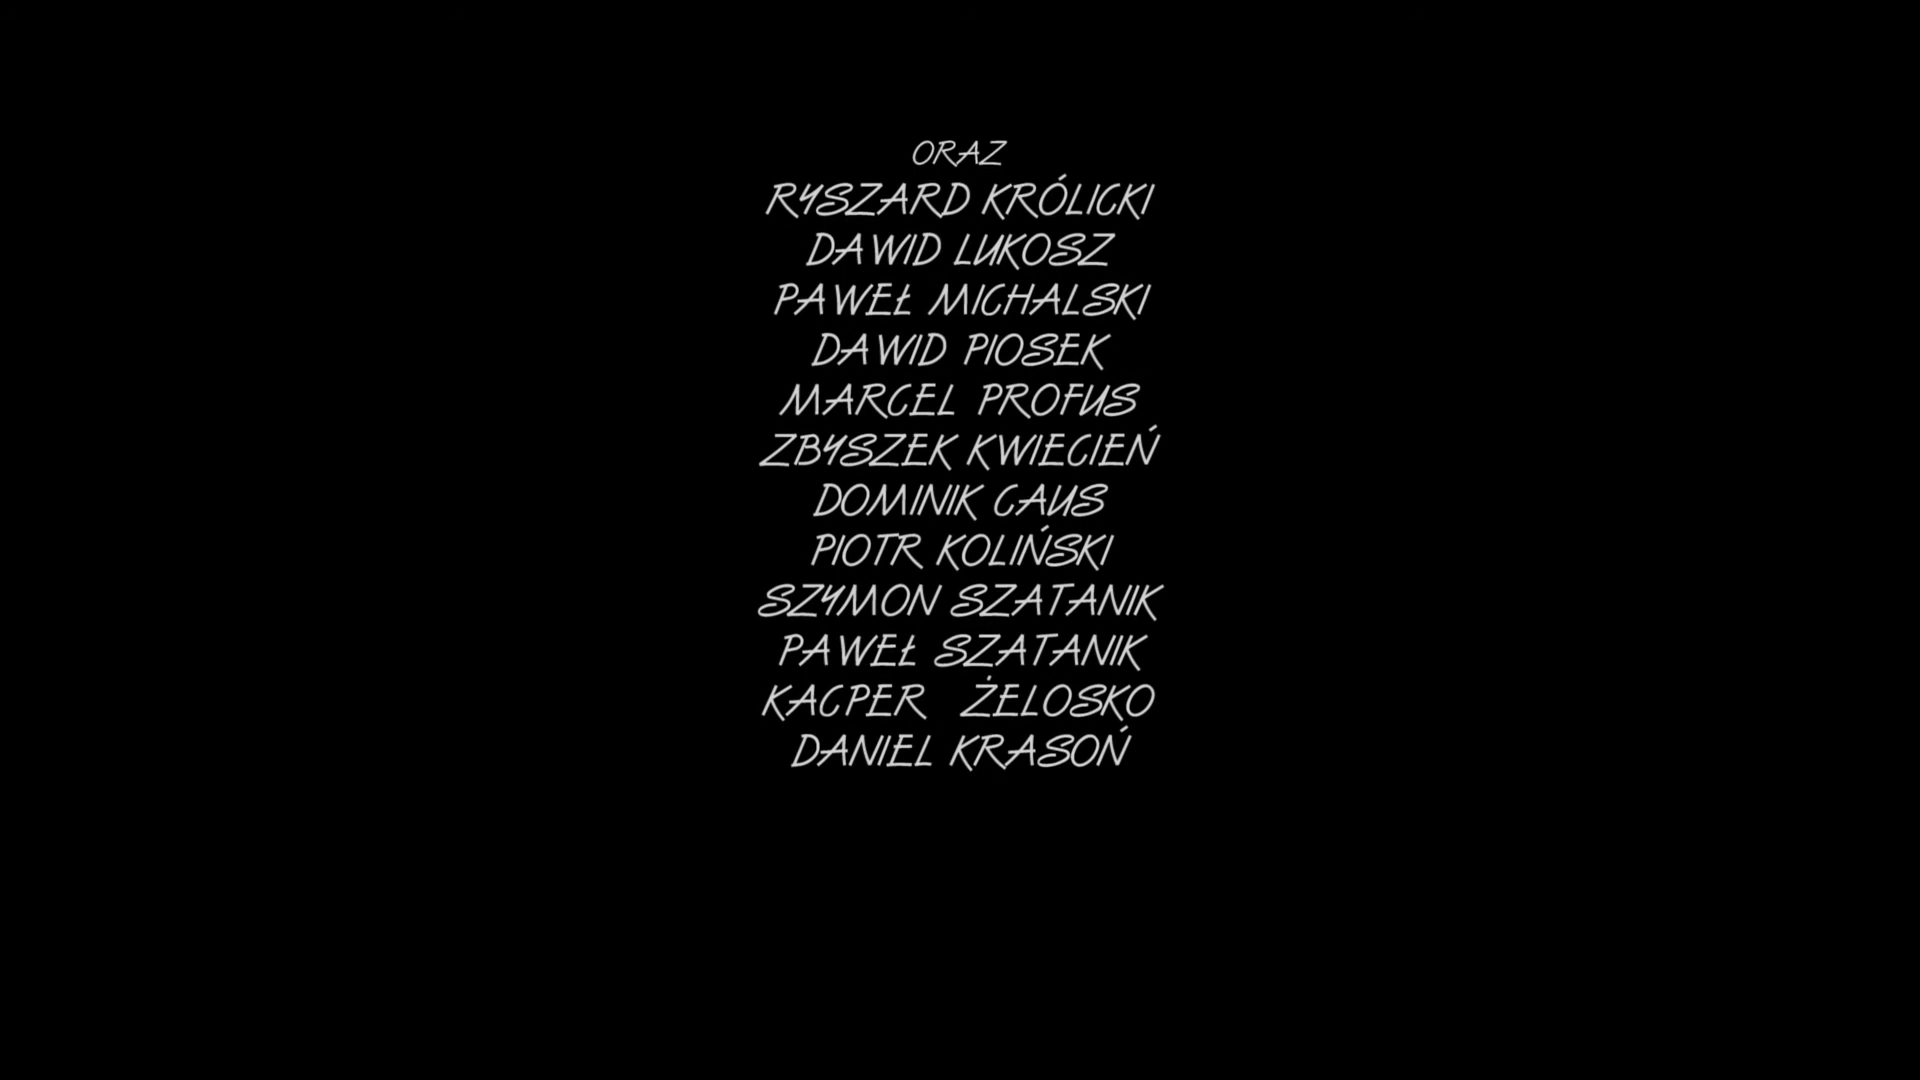 ORAZ
RYSZARD KRÓLICKI
DAWID LUKOSZ
PAWEŁ MICHALSKI
DAWID PIOSEK
MARCEL PROFUS
ZBYSZEK KWIECIEŃ
DOMINIK CAUS
PIOTR KOLIŃSKI
SZYMON SZATANIK
PAWEŁ SZATANIK
KACPER ŻELOSKO
DANIEL KRASOŃ